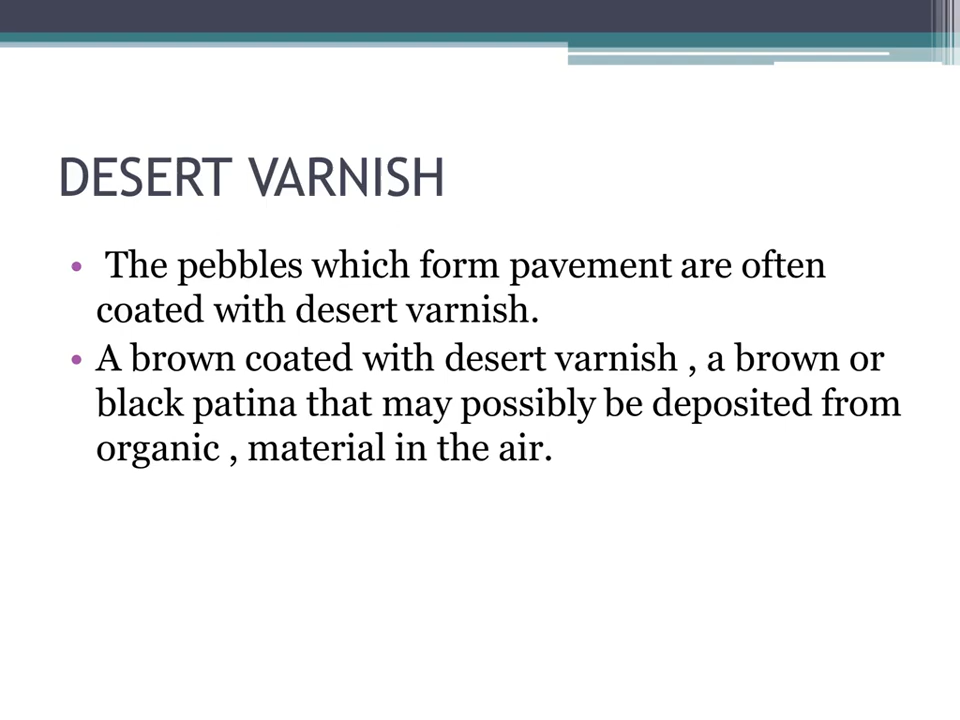 DESERT VARNISH
• The pebbles which form pavement are often
coated with desert varnish.
• A brown coated with desert varnish , a brown or
black patina that may possibly be deposited from
organic , material in the air.